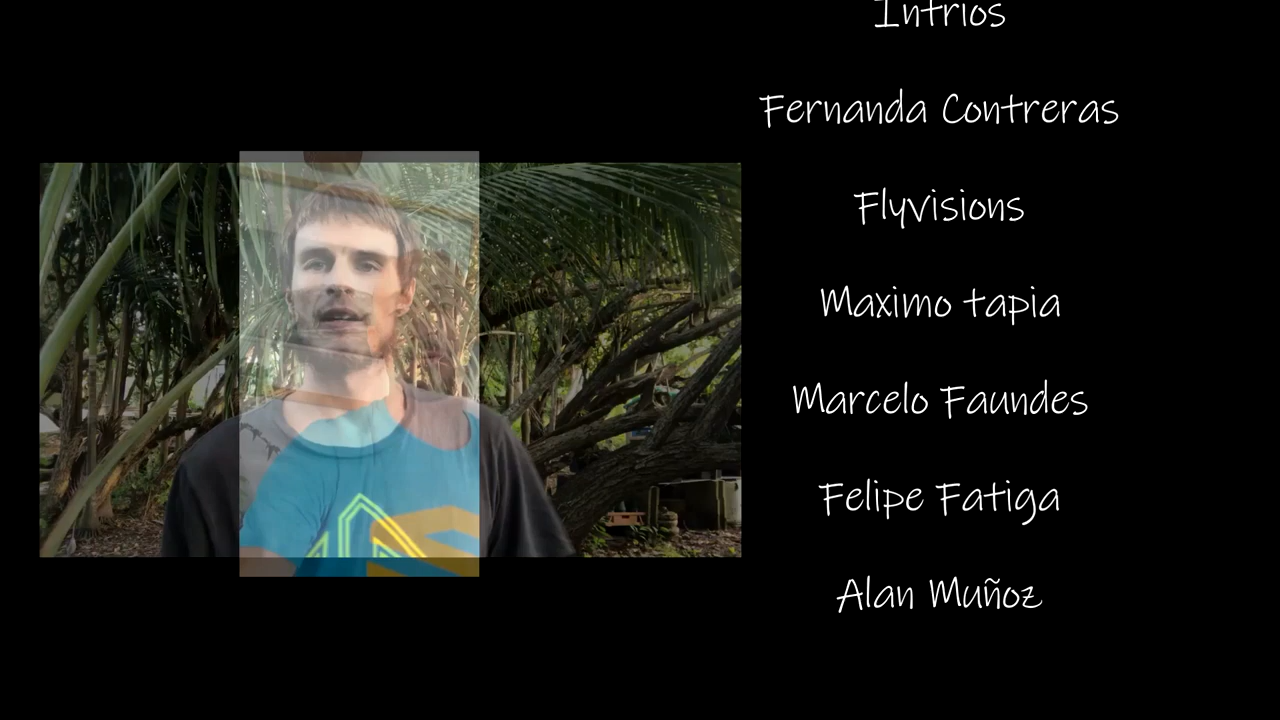 Intrios
Fernanda Contreras
Flyvisions
Maximo tapia
Marcelo Faundes
Felipe Fatiga
Alan Muñoz